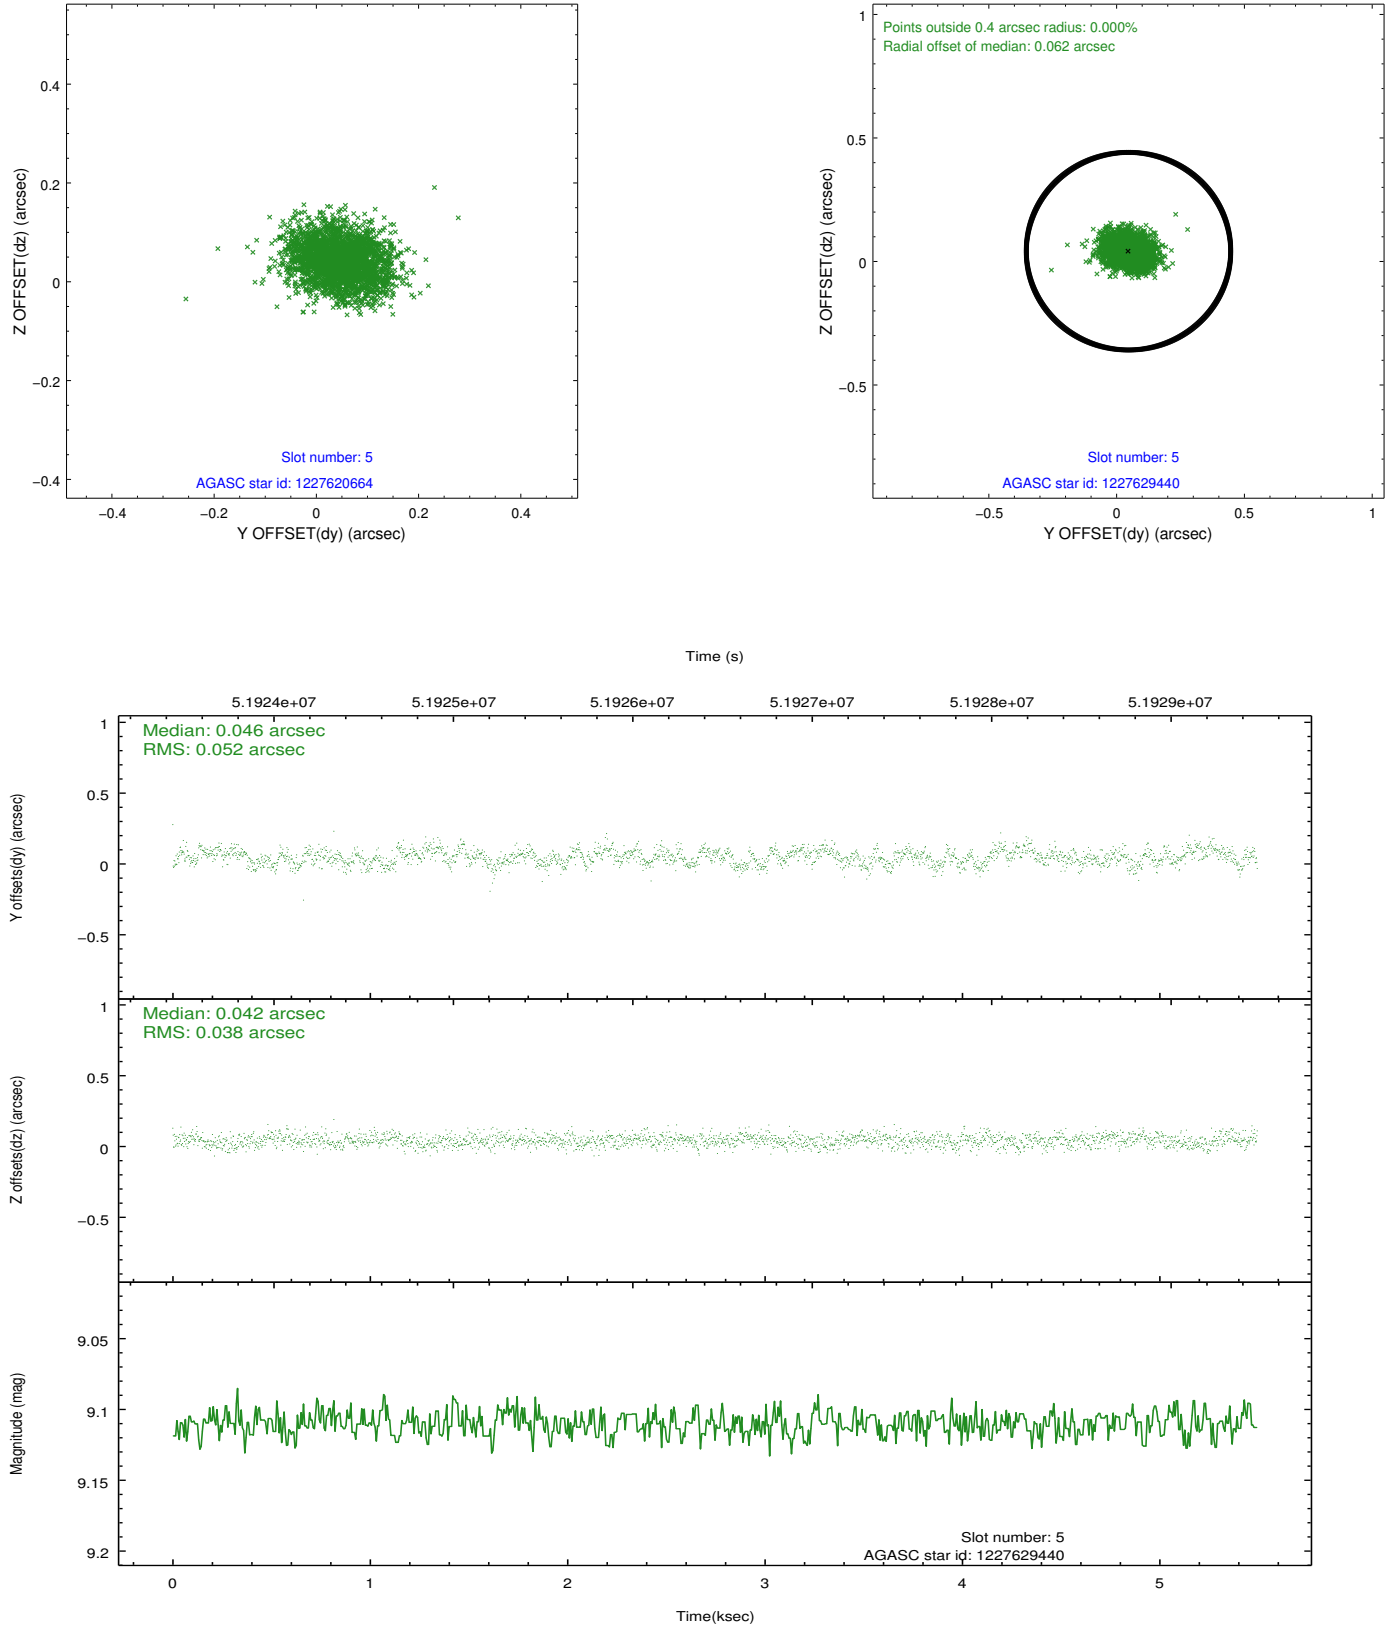 0.4
0.2
0
−0.2
−0.4
Z OFFSET(dz) (arcsec)
Slot number: 5
AGASC star id: 1227620664
−0.4 −0.2 0 0.2 0.4
Y OFFSET(dy) (arcsec)
1
0.5
0
−0.5
Z OFFSET(dz) (arcsec)
Points outside 0.4 arcsec radius: 0.000%
Radial offset of median: 0.062 arcsec
Slot number: 5
AGASC star id: 1227629440
−0.5 0 0.5 1
Y OFFSET(dy) (arcsec)
Time (s)
5.1924e+07 5.1925e+07 5.1926e+07 5.1927e+07 5.1928e+07 5.1929e+07
Median: 0.046 arcsec
RMS: 0.052 arcsec
1
0.5
0
−0.5
Y offsets(dy) (arcsec)
Median: 0.042 arcsec
RMS: 0.038 arcsec
1
0.5
0
−0.5
Z offsets(dz) (arcsec)
9.05
9.1
9.15
9.2
Magnitude (mag)
Slot number: 5
AGASC star id: 1227629440
0 1 2 3 4 5
Time(ksec)